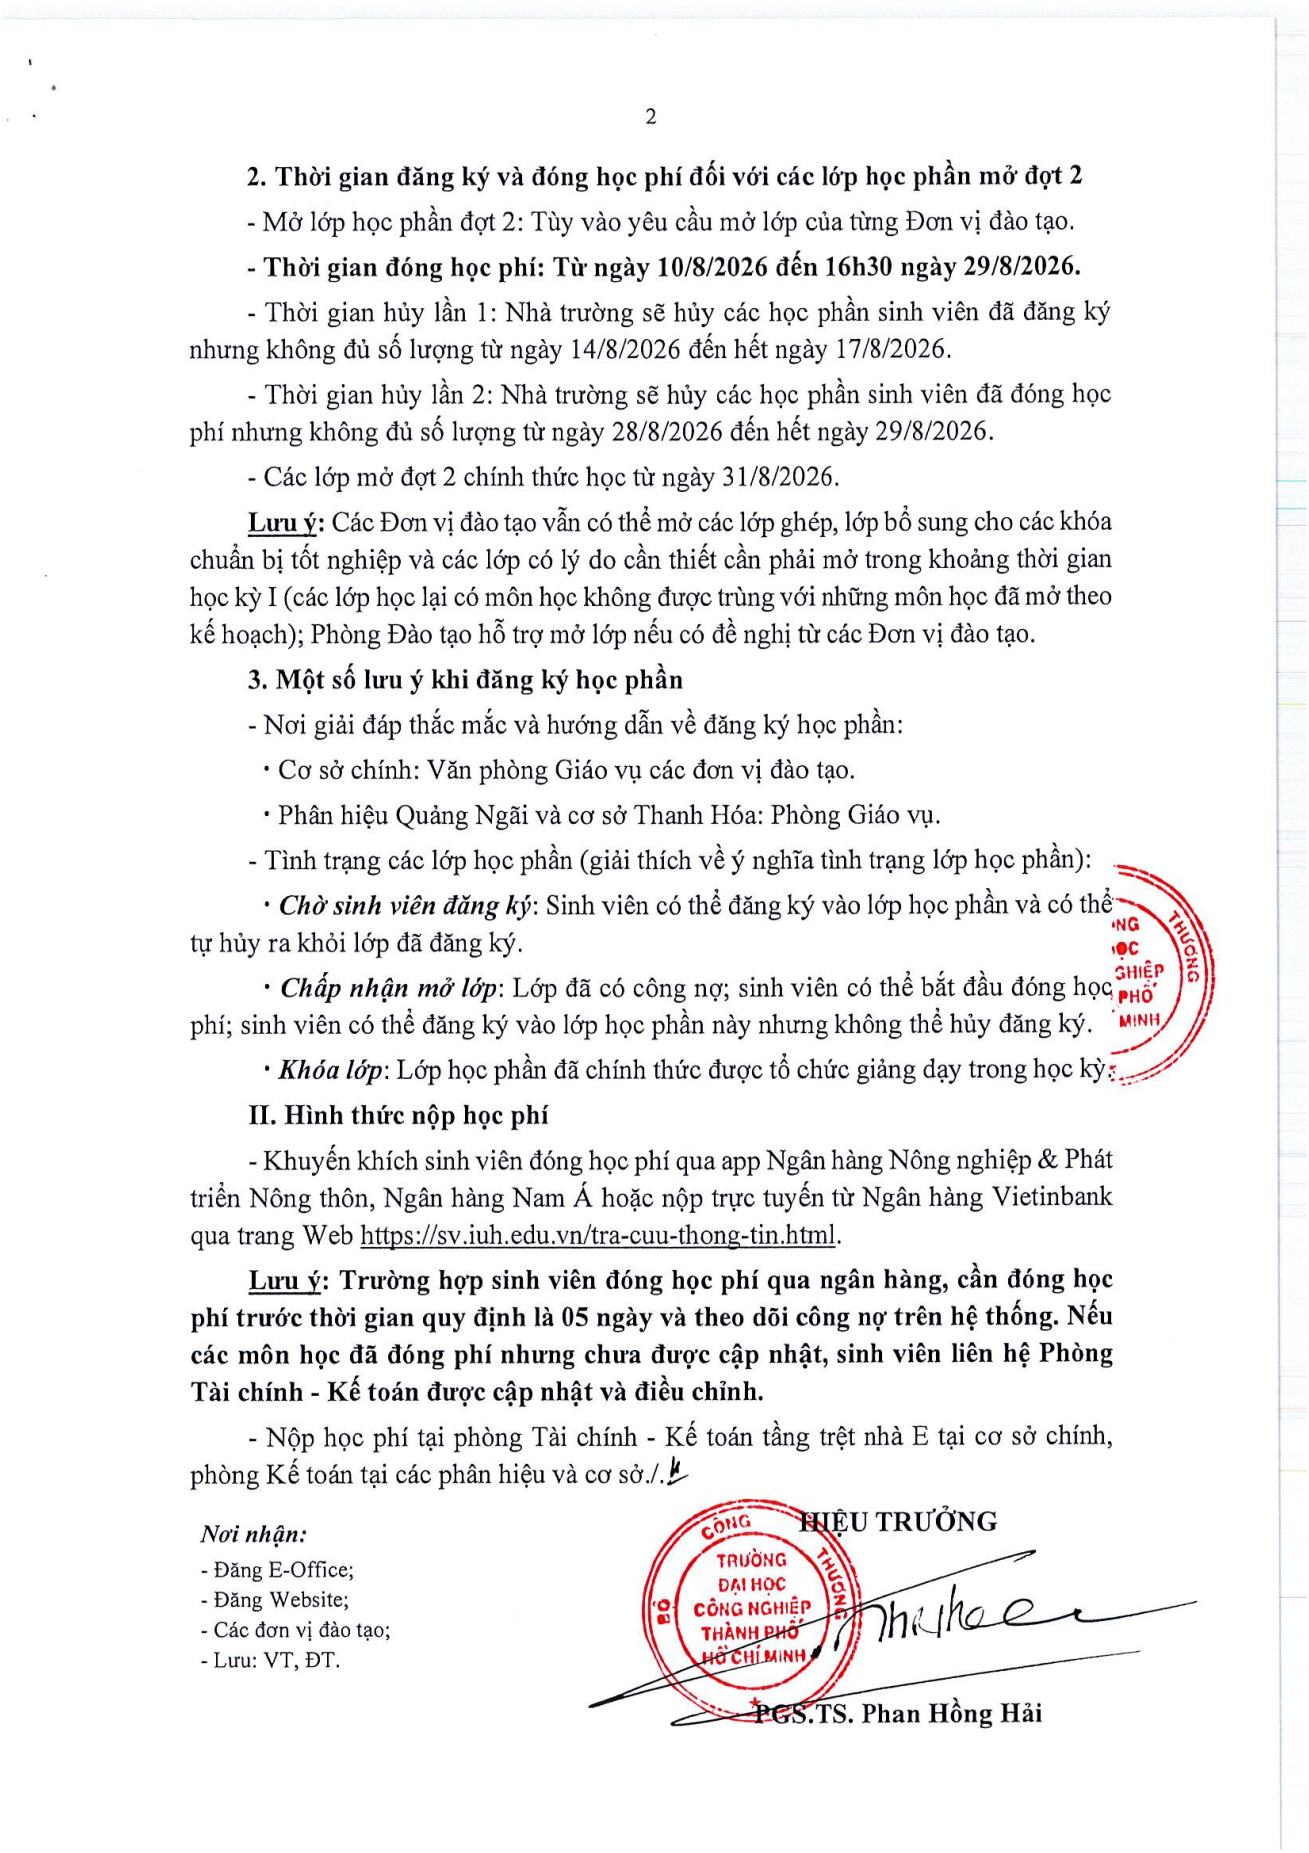 2
2. Thời gian đăng ký và đóng học phí đối với các lớp học phần mở đợt 2
- Mở lớp học phần đợt 2: Tùy vào yêu cầu mở lớp của từng Đơn vị đào tạo.
- Thời gian đóng học phí: Từ ngày 10/8/2026 đến 16h30 ngày 29/8/2026.
- Thời gian hủy lần 1: Nhà trường sẽ hủy các học phần sinh viên đã đăng ký
nhưng không đủ số lượng từ ngày 14/8/2026 đến hết ngày 17/8/2026.
- Thời gian hủy lần 2: Nhà trường sẽ hủy các học phần sinh viên đã đóng học
phí nhưng không đủ số lượng từ ngày 28/8/2026 đến hết ngày 29/8/2026.
- Các lớp mở đợt 2 chính thức học từ ngày 31/8/2026.
Lưu ý: Các Đơn vị đào tạo vẫn có thể mở các lớp ghép, lớp bổ sung cho các khóa
chuẩn bị tốt nghiệp và các lớp có lý do cần thiết cần phải mở trong khoảng thời gian
học kỳ I (các lớp học lại có môn học không được trùng với những môn học đã mở theo
kế hoạch); Phòng Đào tạo hỗ trợ mở lớp nếu có đề nghị từ các Đơn vị đào tạo.
3. Một số lưu ý khi đăng ký học phần
- Nơi giải đáp thắc mắc và hướng dẫn về đăng ký học phần:
• Cơ sở chính: Văn phòng Giáo vụ các đơn vị đào tạo.
• Phân hiệu Quảng Ngãi và cơ sở Thanh Hóa: Phòng Giáo vụ.
- Tình trạng các lớp học phần (giải thích về ý nghĩa tình trạng lớp học phần):
• Chờ sinh viên đăng ký: Sinh viên có thể đăng ký vào lớp học phần và có thể
tự hủy ra khỏi lớp đã đăng ký.
• Chấp nhận mở lớp: Lớp đã có công nợ; sinh viên có thể bắt đầu đóng học
phí; sinh viên có thể đăng ký vào lớp học phần này nhưng không thể hủy đăng ký.
• Khóa lớp: Lớp học phần đã chính thức được tổ chức giảng dạy trong học kỳ.
THƯƠNG
NG
ỌC
GHIỆP
PHỐ
MINH
II. Hình thức nộp học phí
- Khuyến khích sinh viên đóng học phí qua app Ngân hàng Nông nghiệp & Phát
triển Nông thôn, Ngân hàng Nam Á hoặc nộp trực tuyến từ Ngân hàng Vietinbank
qua trang Web https://sv.iuh.edu.vn/tra-cuu-thong-tin.html.
Lưu ý: Trường hợp sinh viên đóng học phí qua ngân hàng, cần đóng học
phí trước thời gian quy định là 05 ngày và theo dõi công nợ trên hệ thống. Nếu
các môn học đã đóng phí nhưng chưa được cập nhật, sinh viên liên hệ Phòng
Tài chính - Kế toán được cập nhật và điều chỉnh.
- Nộp học phí tại phòng Tài chính - Kế toán tầng trệt nhà E tại cơ sở chính,
phòng Kế toán tại các phân hiệu và cơ sở./.
Nơi nhận:
- Đăng E-Office;
- Đăng Website;
- Các đơn vị đào tạo;
- Lưu: VT, ĐT.
HIỆU TRƯỞNG
BỘ CÔNG THƯƠNG
TRƯỜNG
ĐẠI HỌC
CÔNG NGHIỆP
THÀNH PHỐ
HỒ CHÍ MINH
PGS.TS. Phan Hồng Hải